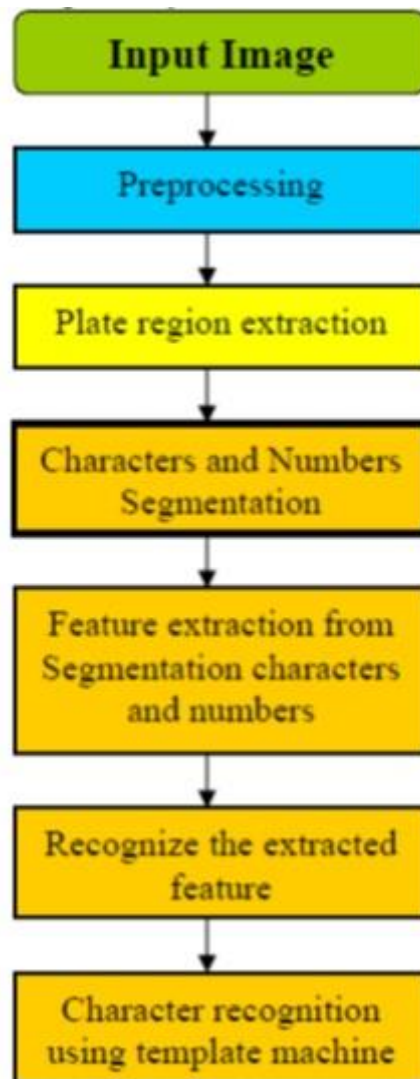 Input Image
Preprocessing
Plate region extraction
Characters and Numbers
Segmentation
Feature extraction from
Segmentation characters
and numbers
Recognize the extracted
feature
Character recognition
using template machine